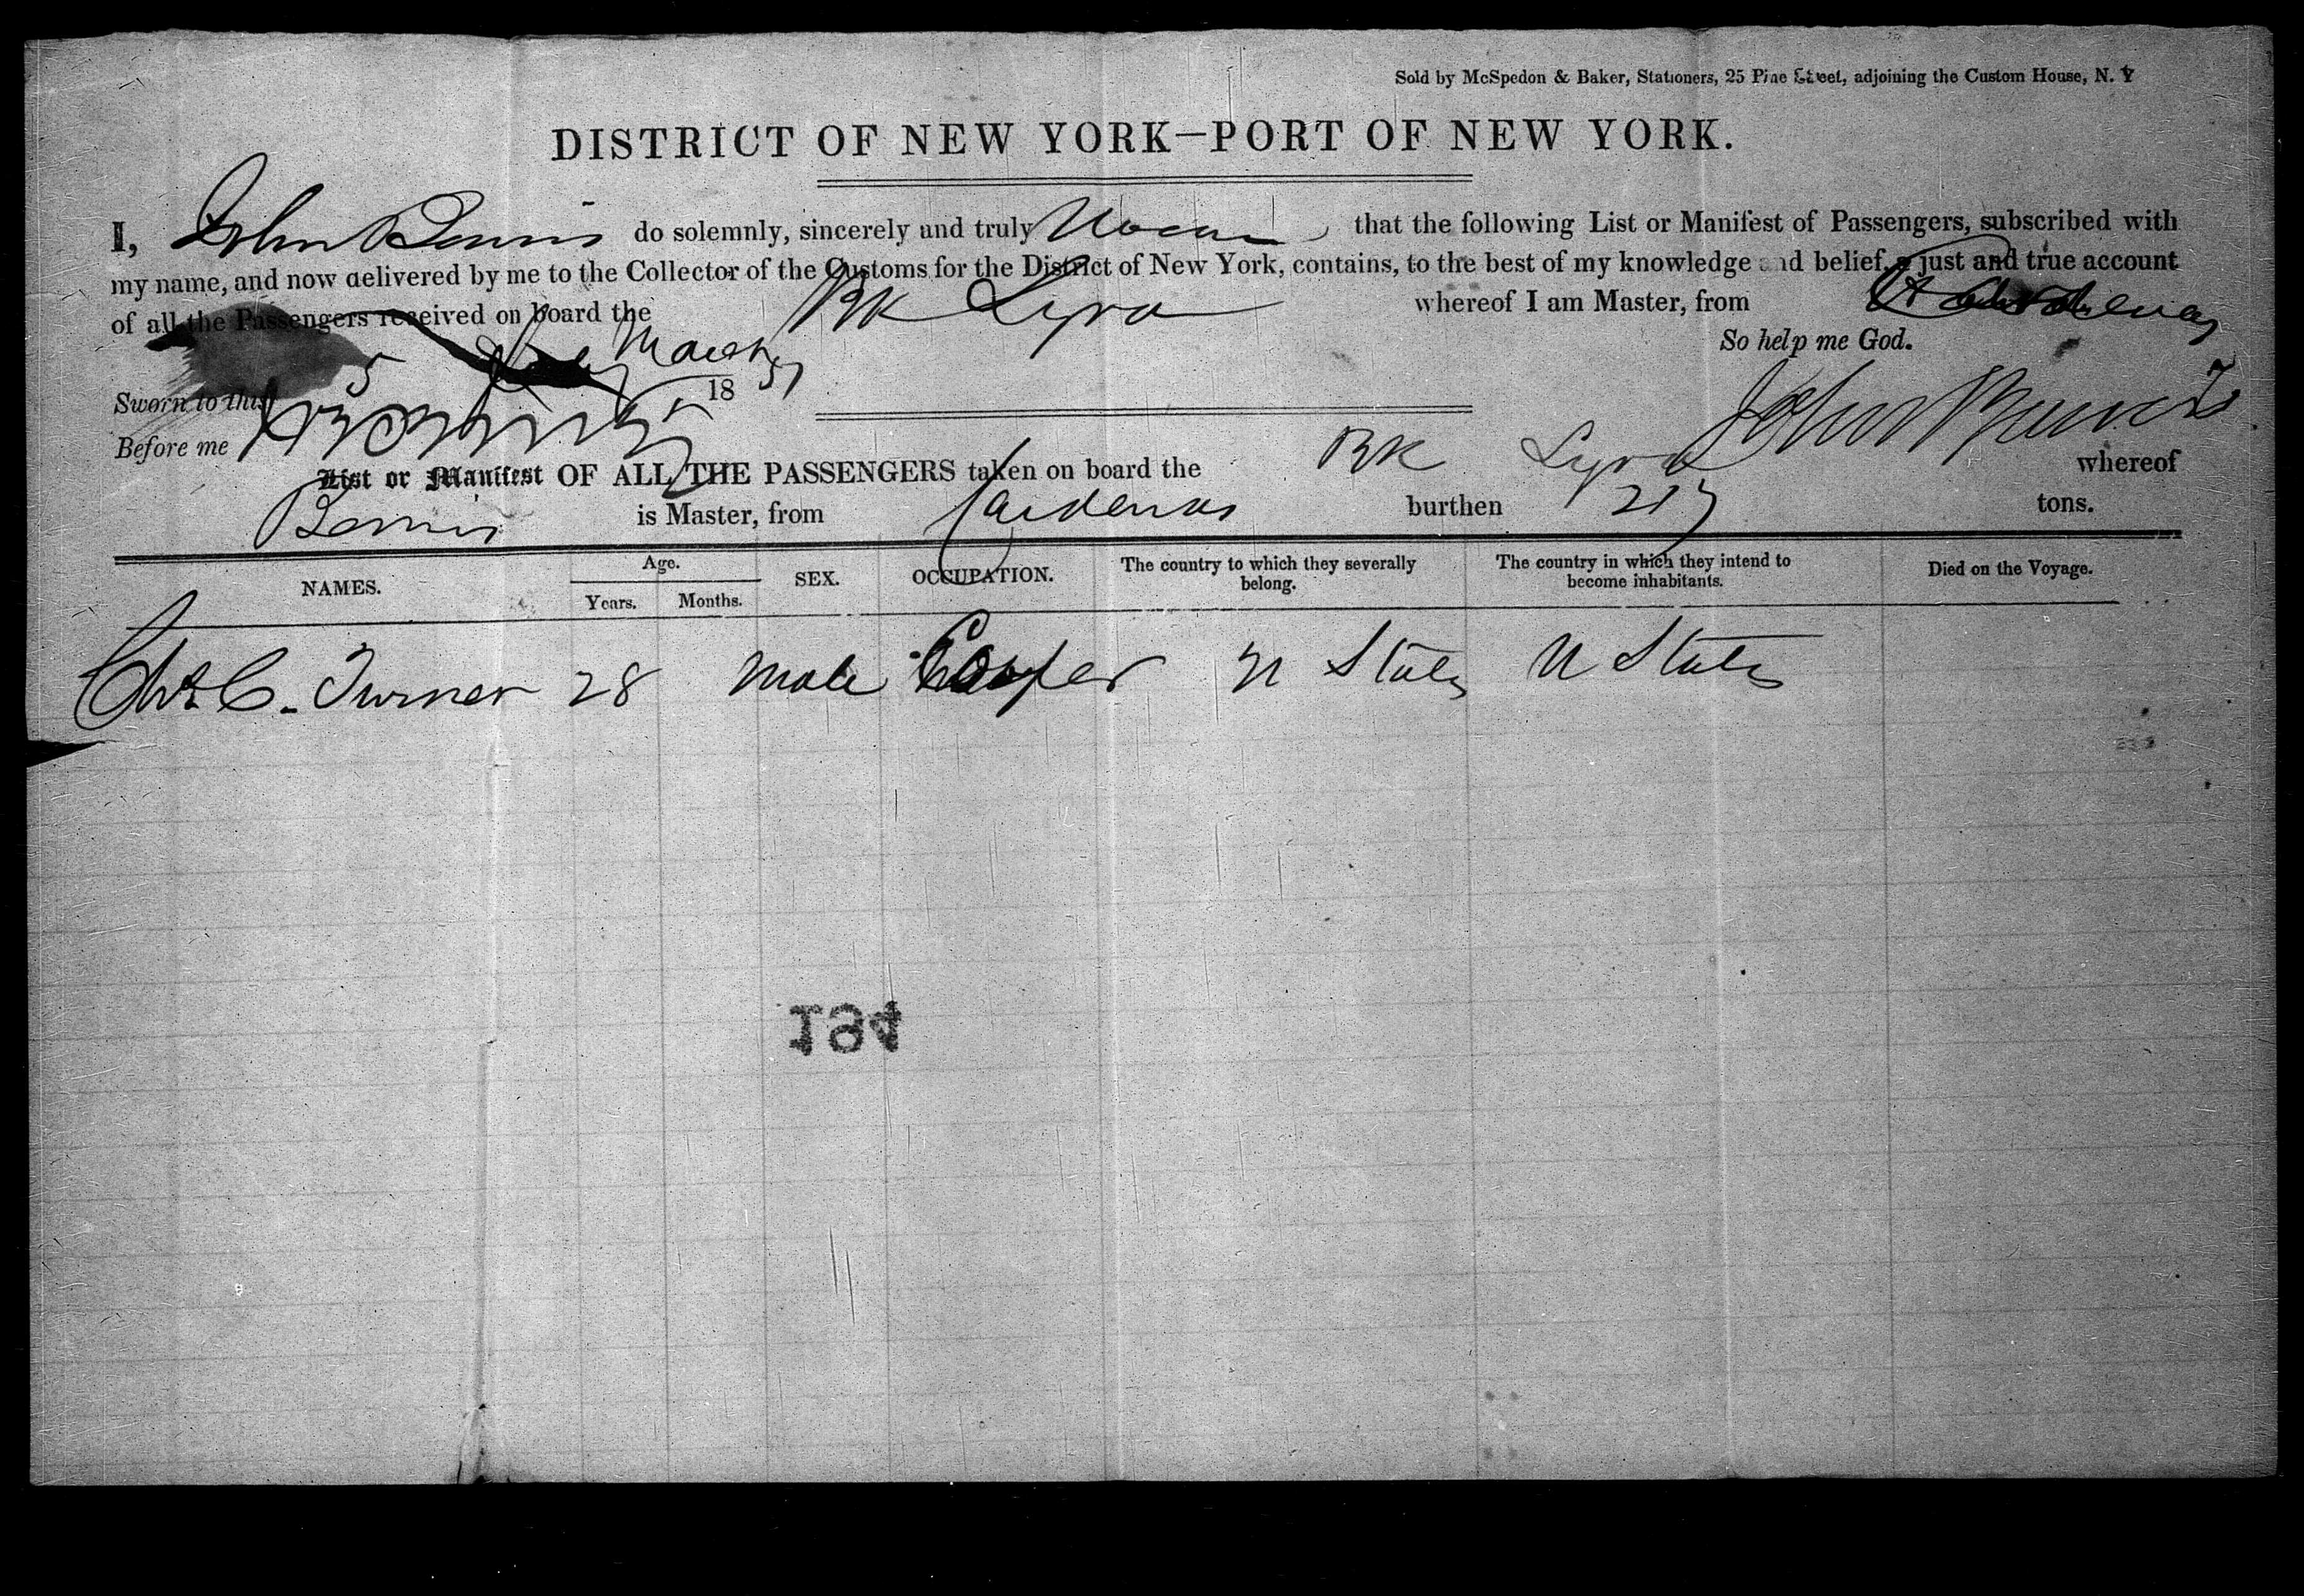 Sold by McSpedon & Baker, Stationers, 25 Pine Street, adjoining the Custom House, N. Y
DISTRICT OF NEW YORK—PORT OF NEW YORK.
I, John Bemis do solemnly, sincerely and truly that the following List or Manifest of Passengers, subscribed with
my name, and now delivered by me to the Collector of the Customs for the District of New York, contains, to the best of my knowledge and belief, a just and true account
of all the Passengers received on board the BK Lyra whereof I am Master, from
So help me God.
Sworn to this 5 March 1851
Before me
John Bemis
List or Manifest OF ALL THE PASSENGERS taken on board the BK Lyra whereof
Bemis is Master, from Cardenas burthen 217 tons.
NAMES. Age. Years. Months. SEX. OCCUPATION. The country to which they severally belong. The country in which they intend to become inhabitants. Died on the Voyage.
C. Turner 28 Male Cooper U States U States
194